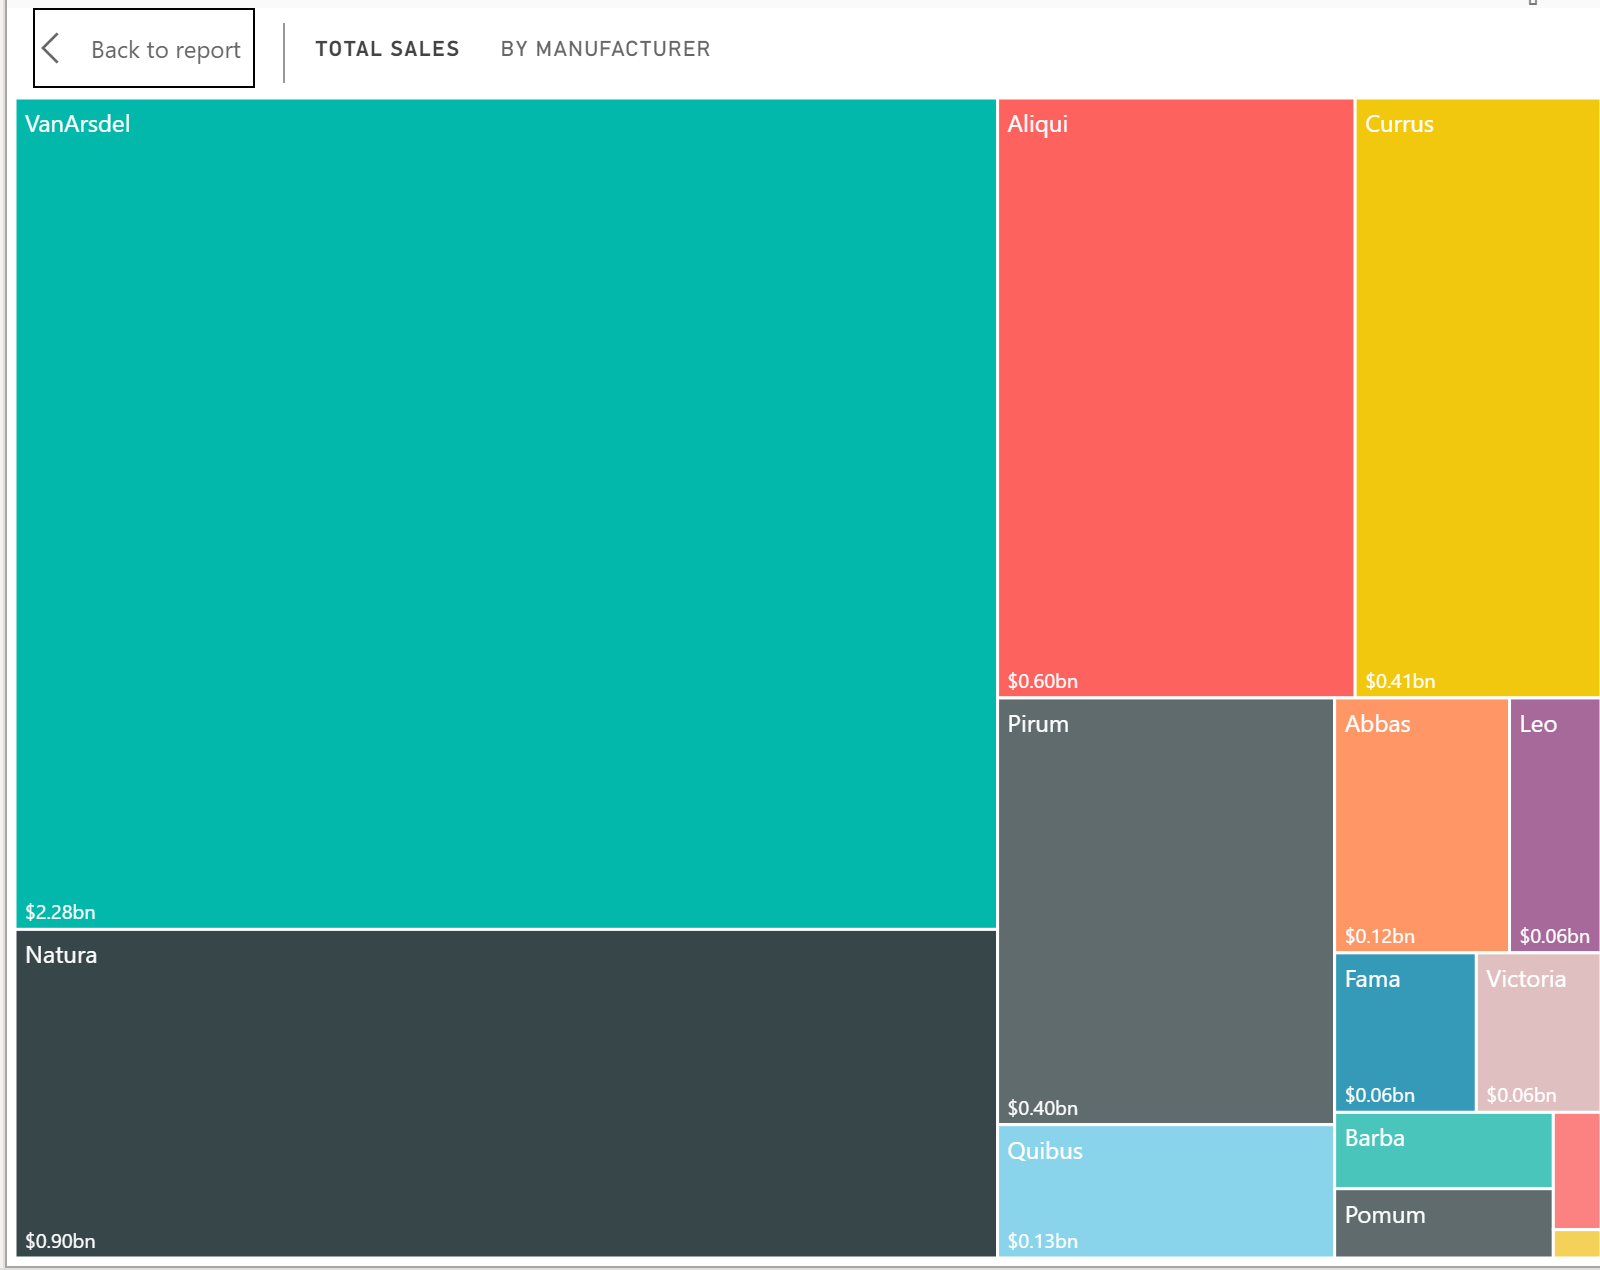 Back to report
TOTAL SALES BY MANUFACTURER
VanArsdel
$2.28bn
Natura
$0.90bn
Aliqui
$0.60bn
Currus
$0.41bn
Pirum
$0.40bn
Quibus
$0.13bn
Abbas
$0.12bn
Leo
$0.06bn
Fama
$0.06bn
Victoria
$0.06bn
Barba
Pomum